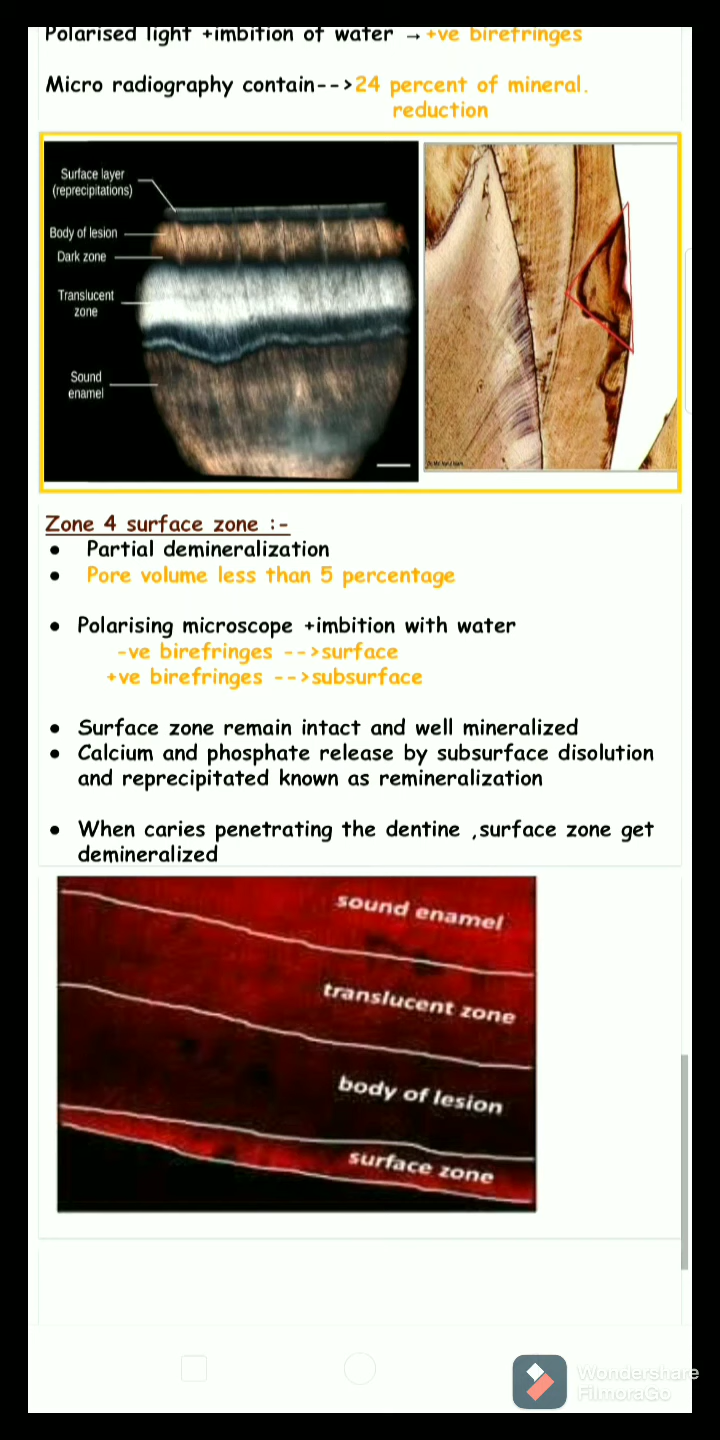 Polarised light +imbition of water → +ve birefringes
Micro radiography contain-->24 percent of mineral.
reduction
Surface layer
(reprecipitations)
Body of lesion
Dark zone
Translucent
zone
Sound
enamel
Zone 4 surface zone :-
● Partial demineralization
● Pore volume less than 5 percentage
● Polarising microscope +imbition with water
-ve birefringes -->surface
+ve birefringes -->subsurface
● Surface zone remain intact and well mineralized
● Calcium and phosphate release by subsurface disolution
and reprecipitated known as remineralization
● When caries penetrating the dentine ,surface zone get
demineralized
sound enamel
translucent zone
body of lesion
surface zone
Wondershare
FilmoraGo